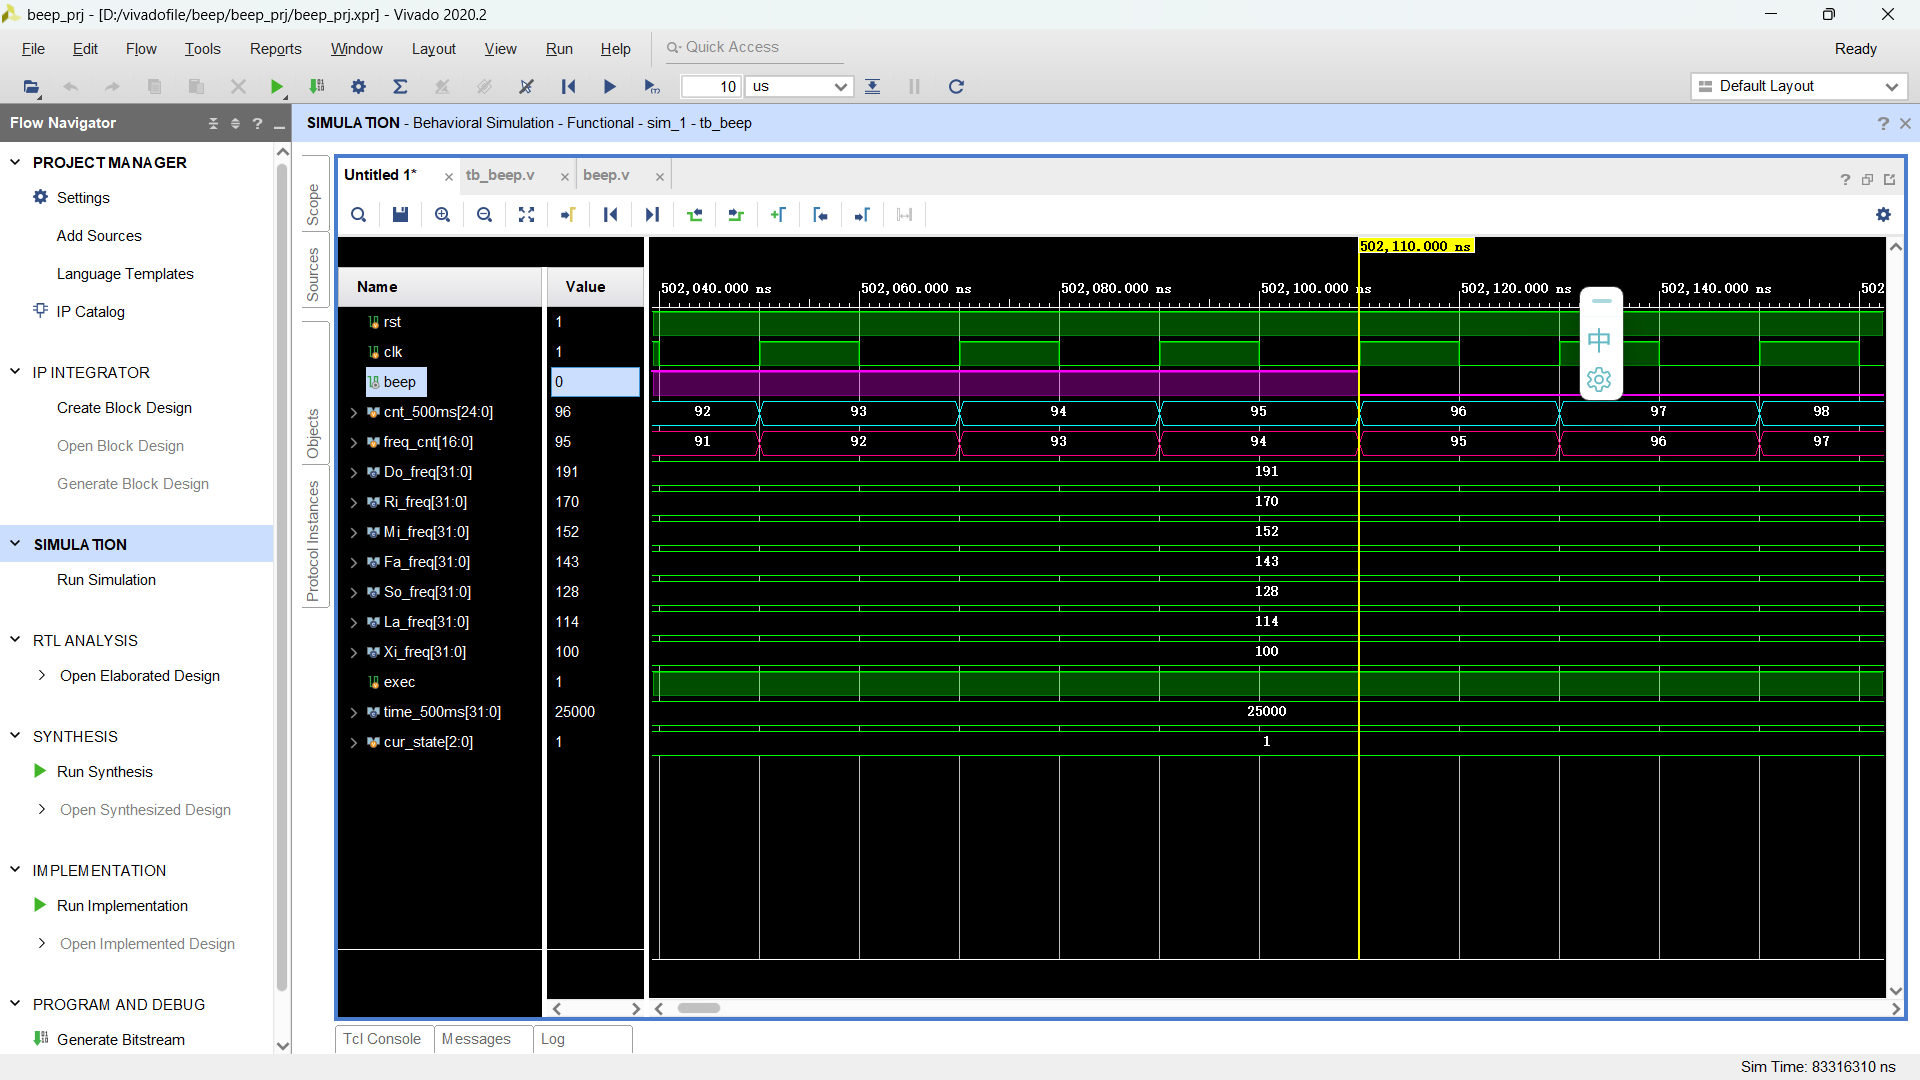 beep_prj - [D:/vivadofile/beep/beep_prj/beep_prj.xpr] - Vivado 2020.2
File Edit Flow Tools Reports Window Layout View Run Help Quick Access Ready
10 us Default Layout
Flow Navigator
SIMULATION - Behavioral Simulation - Functional - sim_1 - tb_beep
PROJECT MANAGER
Settings
Add Sources
Language Templates
IP Catalog
IP INTEGRATOR
Create Block Design
Open Block Design
Generate Block Design
SIMULATION
Run Simulation
RTL ANALYSIS
Open Elaborated Design
SYNTHESIS
Run Synthesis
Open Synthesized Design
IMPLEMENTATION
Run Implementation
Open Implemented Design
PROGRAM AND DEBUG
Generate Bitstream
Scope
Sources
Objects
Protocol Instances
Untitled 1* tb_beep.v beep.v
502,110.000 ns
Name Value
502,040.000 ns 502,060.000 ns 502,080.000 ns 502,100.000 ns 502,120.000 ns 502,140.000 ns 502
rst 1
clk 1
beep 0
cnt_500ms[24:0] 96 92 93 94 95 96 97 98
freq_cnt[16:0] 95 91 92 93 94 95 96 97
Do_freq[31:0] 191 191
Ri_freq[31:0] 170 170
Mi_freq[31:0] 152 152
Fa_freq[31:0] 143 143
So_freq[31:0] 128 128
La_freq[31:0] 114 114
Xi_freq[31:0] 100 100
exec 1
time_500ms[31:0] 25000 25000
cur_state[2:0] 1 1
中
Tcl Console Messages Log
Sim Time: 83316310 ns